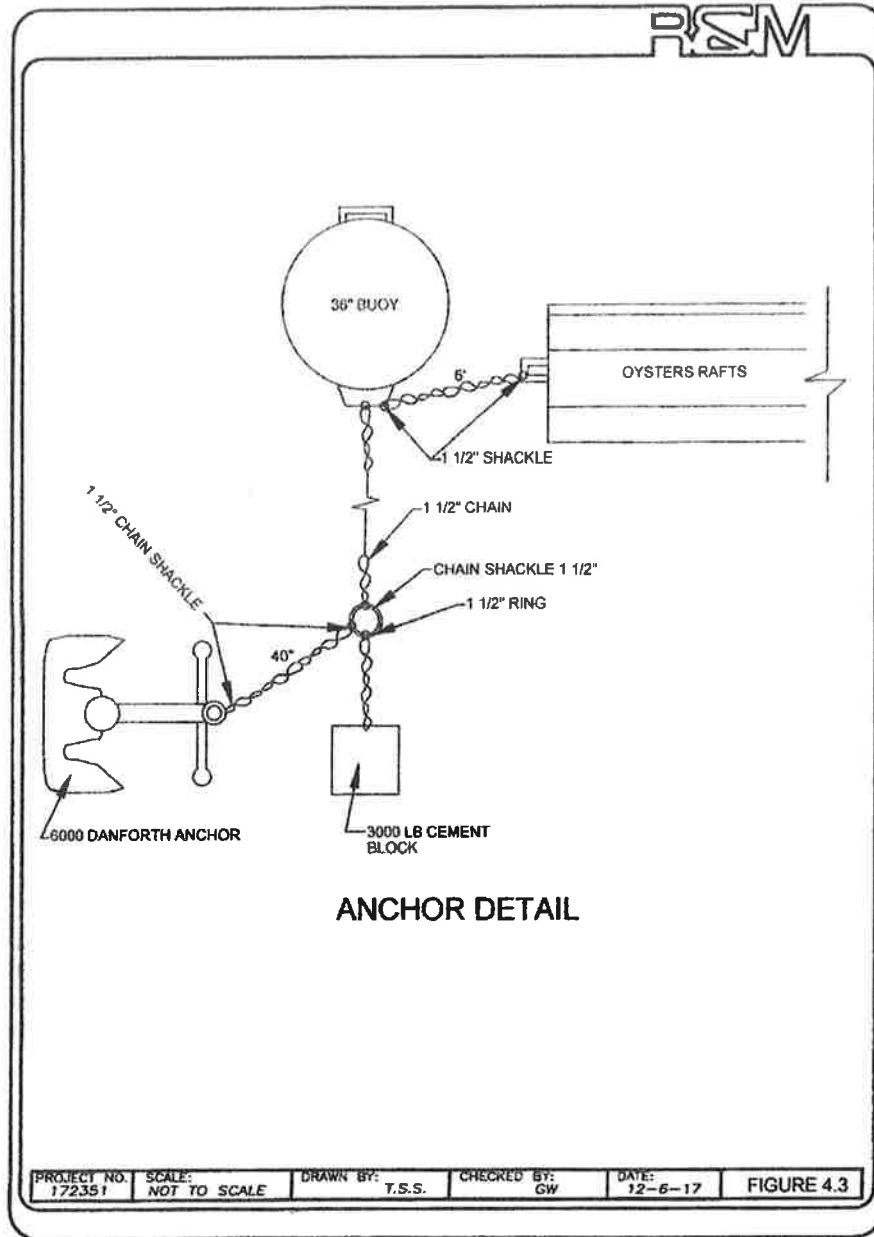 R&M
36" BUOY
6'
OYSTERS RAFTS
1 1/2" SHACKLE
1 1/2" CHAIN SHACKLE
1 1/2" CHAIN
CHAIN SHACKLE 1 1/2"
1 1/2" RING
40"
6000 DANFORTH ANCHOR
3000 LB CEMENT
BLOCK
ANCHOR DETAIL
PROJECT NO. SCALE: DRAWN BY: CHECKED BY: DATE: FIGURE 4.3
172351 NOT TO SCALE T.S.S. GW 12-6-17